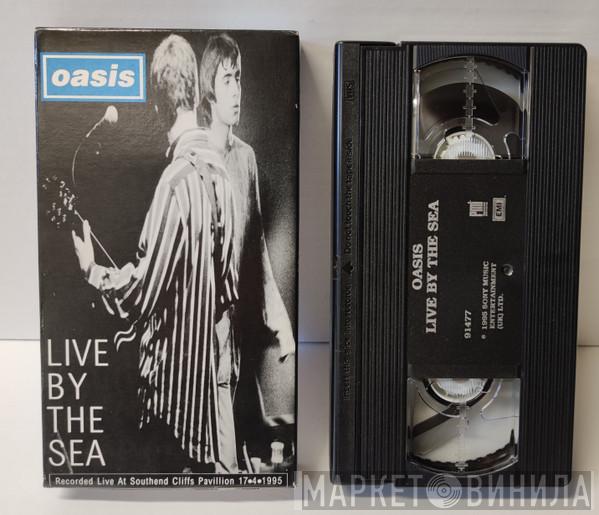 oasis
LIVE
BY
THE
SEA
Recorded Live At Southend Cliffs Pavillion 17•4•1995
OASIS
LIVE BY THE SEA
91477
℗ 1995 SONY MUSIC
ENTERTAINMENT
(UK) LTD.
PMI
EMI
МАРКЕТ ВИНИЛА